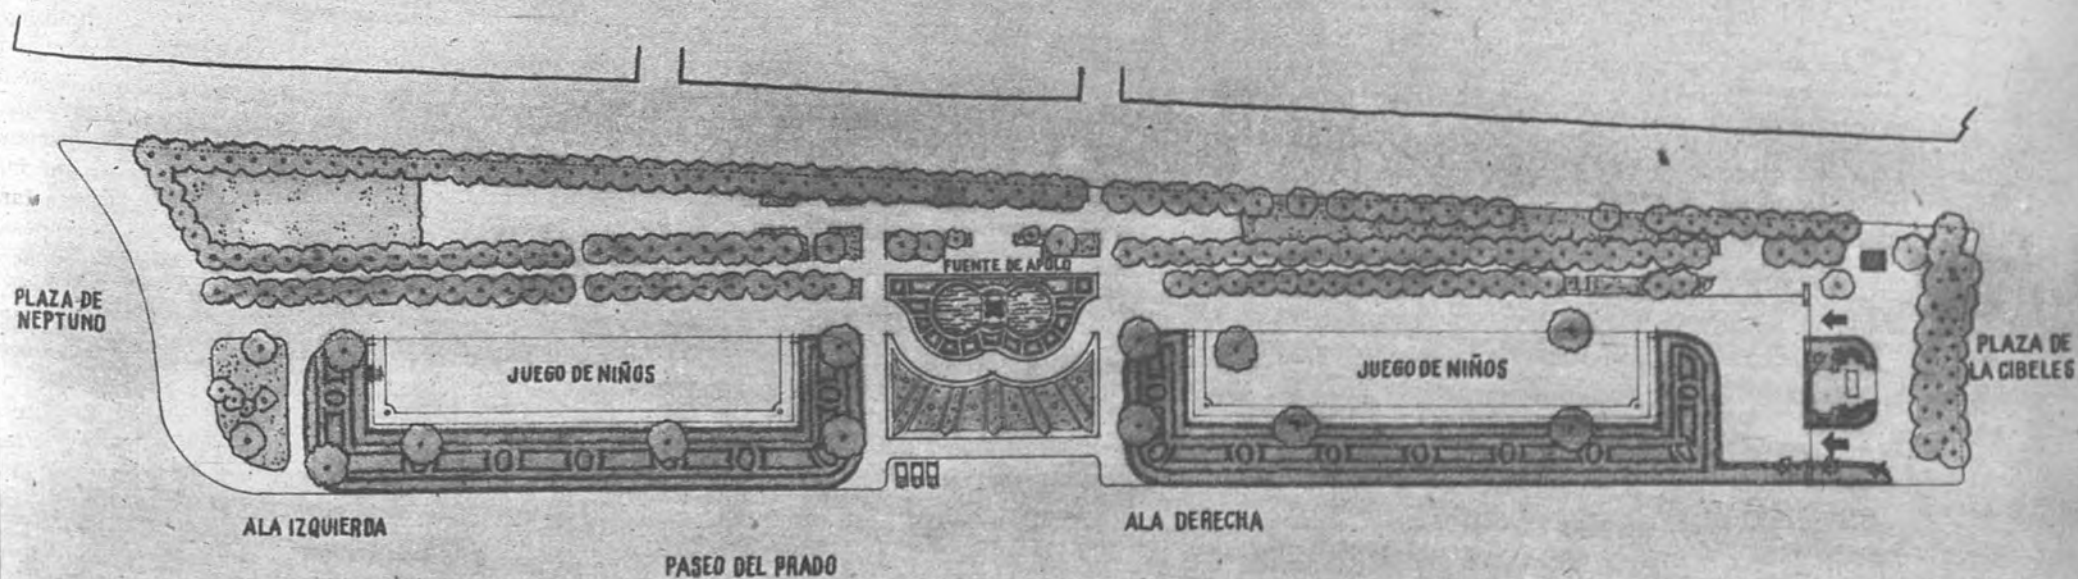 FUENTE DE APOLO
PLAZA DE
NEPTUNO
JUEGO DE NIÑOS
JUEGO DE NIÑOS
PLAZA DE
LA CIBELES
ALA IZQUIERDA
ALA DERECHA
PASEO DEL PRADO